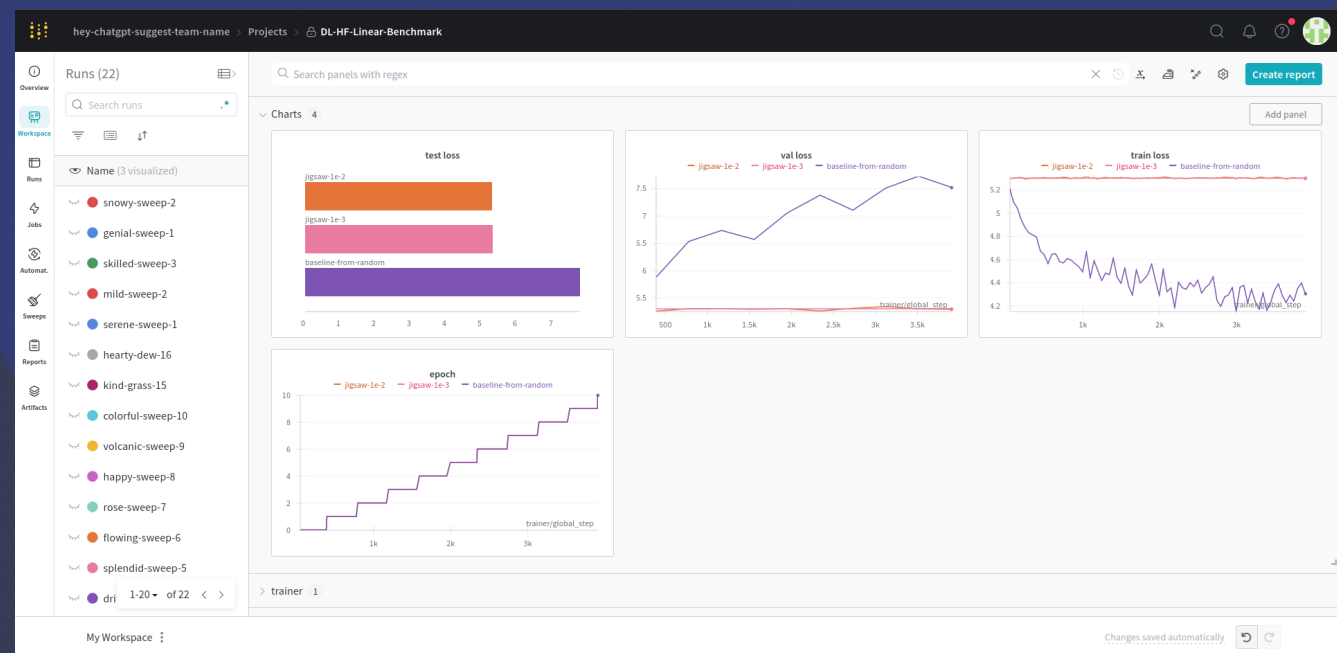 hey-chatgpt-suggest-team-name > Projects > DL-HF-Linear-Benchmark
Overview
Workspace
Runs
Jobs
Automat.
Sweeps
Reports
Artifacts
Runs (22)
Search runs
.*
Name (3 visualized)
snowy-sweep-2
genial-sweep-1
skilled-sweep-3
mild-sweep-2
serene-sweep-1
hearty-dew-16
kind-grass-15
colorful-sweep-10
volcanic-sweep-9
happy-sweep-8
rose-sweep-7
flowing-sweep-6
splendid-sweep-5
dri
1-20 of 22 < >
Search panels with regex
Create report
Charts 4
Add panel
test loss
jigsaw-1e-2
jigsaw-1e-3
baseline-from-random
0 1 2 3 4 5 6 7
val loss
jigsaw-1e-2 jigsaw-1e-3 baseline-from-random
7.5
7
6.5
6
5.5
trainer/global_step
500 1k 1.5k 2k 2.5k 3k 3.5k
train loss
jigsaw-1e-2 jigsaw-1e-3 baseline-from-random
5.2
5
4.8
4.6
4.4
4.2
trainer/global_step
1k 2k 3k
epoch
jigsaw-1e-2 jigsaw-1e-3 baseline-from-random
10
8
6
4
2
0
trainer/global_step
1k 2k 3k
trainer 1
My Workspace
Changes saved automatically